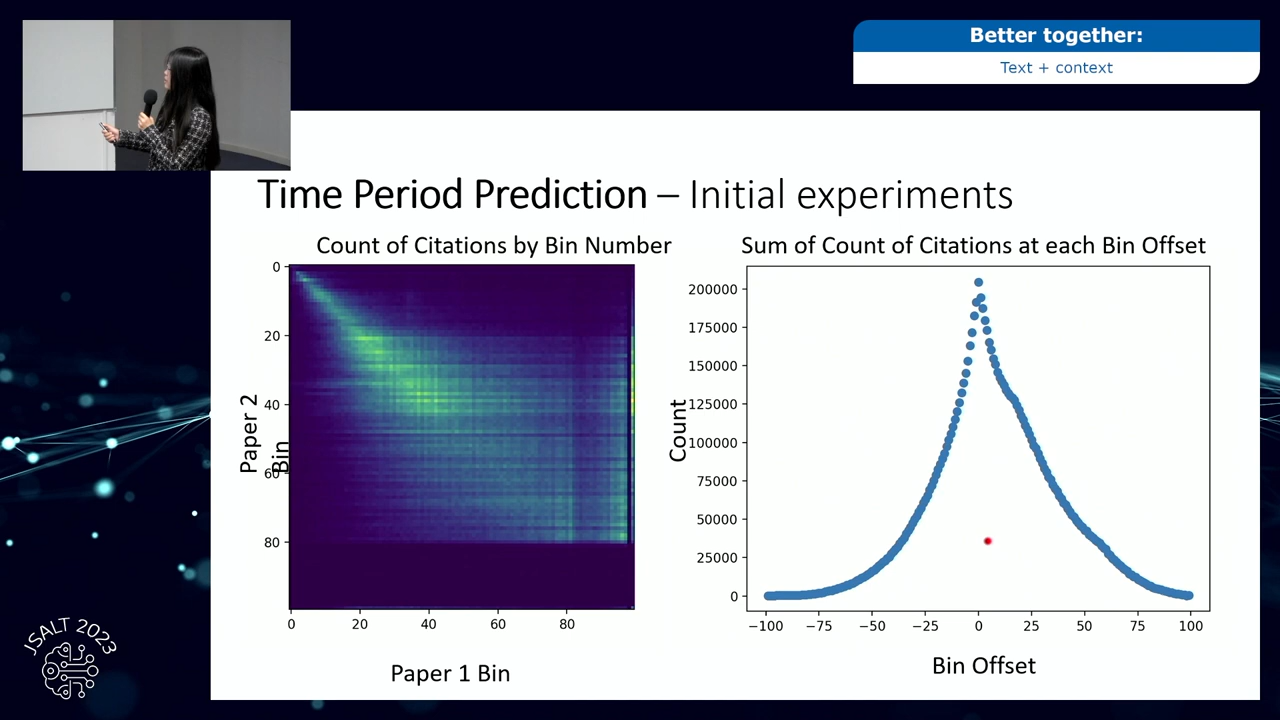 Better together:
Text + context
Time Period Prediction – Initial experiments
Count of Citations by Bin Number
0
20
40
60
80
Paper 2
Bin
0
20
40
60
80
Paper 1 Bin
Sum of Count of Citations at each Bin Offset
200000
175000
150000
125000
100000
75000
50000
25000
0
Count
−100
−75
−50
−25
0
25
50
75
100
Bin Offset
JSALT 2023